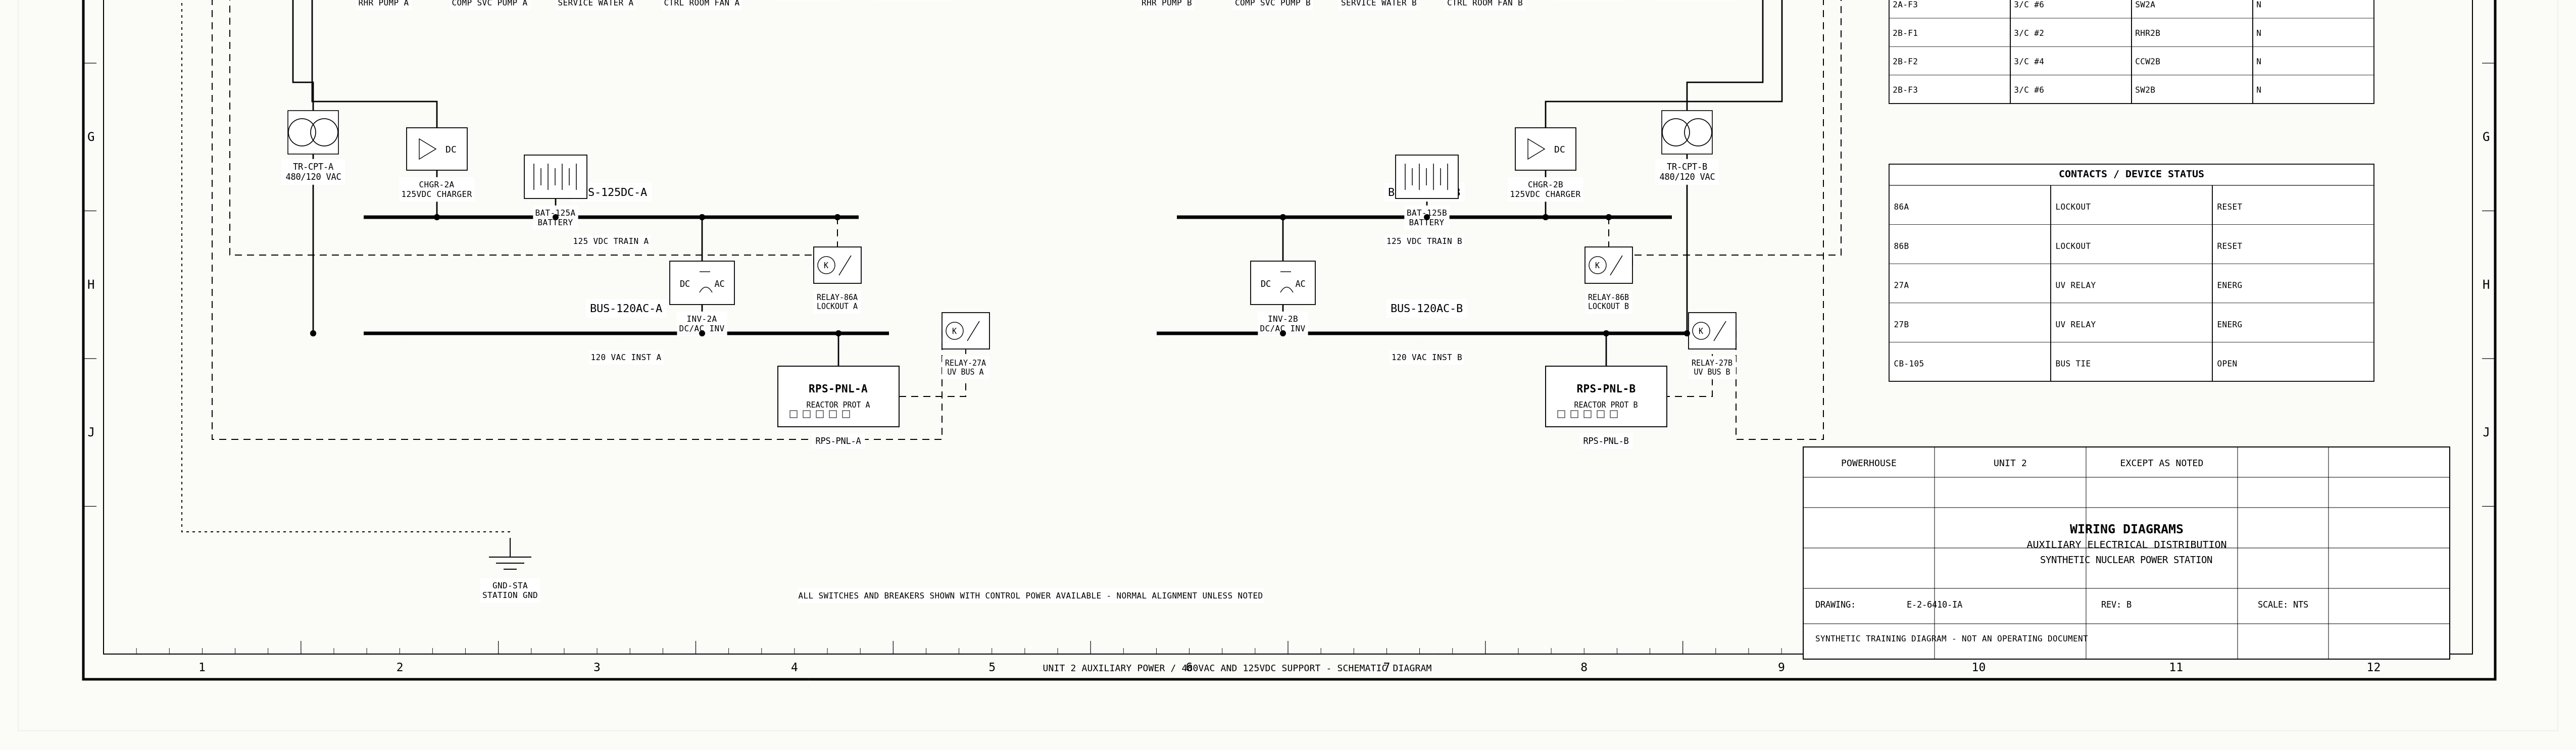 RHR PUMP A COMP SVC PUMP A SERVICE WATER A CTRL ROOM FAN A
RHR PUMP B COMP SVC PUMP B SERVICE WATER B CTRL ROOM FAN B
2A-F3 3/C #6 SW2A N
2B-F1 3/C #2 RHR2B N
2B-F2 3/C #4 CCW2B N
2B-F3 3/C #6 SW2B N
G
TR-CPT-A
480/120 VAC
DC
CHGR-2A
125VDC CHARGER
S-125DC-A
BAT-125A
BATTERY
125 VDC TRAIN A
B
BAT-125B
BATTERY
125 VDC TRAIN B
DC
CHGR-2B
125VDC CHARGER
TR-CPT-B
480/120 VAC
G
CONTACTS / DEVICE STATUS
86A LOCKOUT RESET
86B LOCKOUT RESET
27A UV RELAY ENERG
27B UV RELAY ENERG
CB-105 BUS TIE OPEN
H
K
RELAY-86A
LOCKOUT A
DC AC
INV-2A
DC/AC INV
BUS-120AC-A
120 VAC INST A
K
RELAY-27A
UV BUS A
DC AC
INV-2B
DC/AC INV
BUS-120AC-B
120 VAC INST B
K
RELAY-86B
LOCKOUT B
K
RELAY-27B
UV BUS B
H
J
RPS-PNL-A
REACTOR PROT A
RPS-PNL-A
RPS-PNL-B
REACTOR PROT B
RPS-PNL-B
J
GND-STA
STATION GND
ALL SWITCHES AND BREAKERS SHOWN WITH CONTROL POWER AVAILABLE - NORMAL ALIGNMENT UNLESS NOTED
POWERHOUSE UNIT 2 EXCEPT AS NOTED
WIRING DIAGRAMS
AUXILIARY ELECTRICAL DISTRIBUTION
SYNTHETIC NUCLEAR POWER STATION
DRAWING: E-2-6410-IA REV: B SCALE: NTS
SYNTHETIC TRAINING DIAGRAM - NOT AN OPERATING DOCUMENT
1 2 3 4 5 6 7 8 9 10 11 12
UNIT 2 AUXILIARY POWER / 480VAC AND 125VDC SUPPORT - SCHEMATIC DIAGRAM